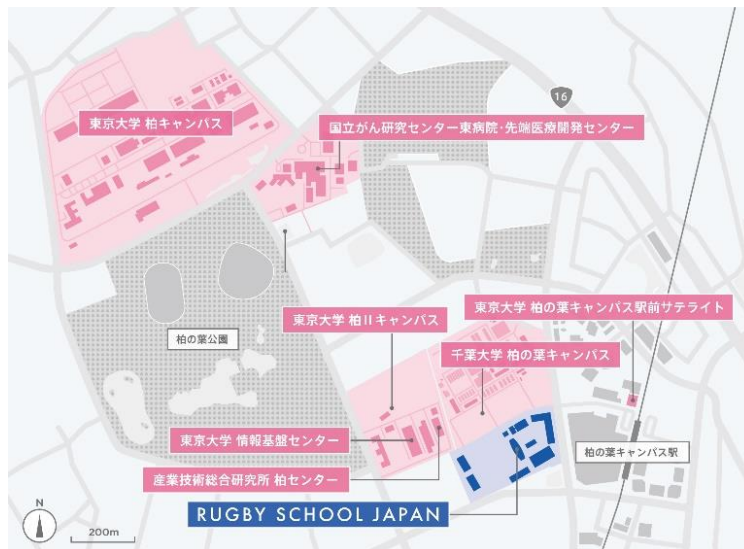 16
東京大学 柏キャンパス
国立がん研究センター東病院･先端医療開発センター
東京大学 柏の葉キャンパス駅前サテライト
東京大学 柏IIキャンパス
柏の葉公園
千葉大学 柏の葉キャンパス
東京大学 情報基盤センター
柏の葉キャンパス駅
産業技術総合研究所 柏センター
RUGBY SCHOOL JAPAN
N
200m